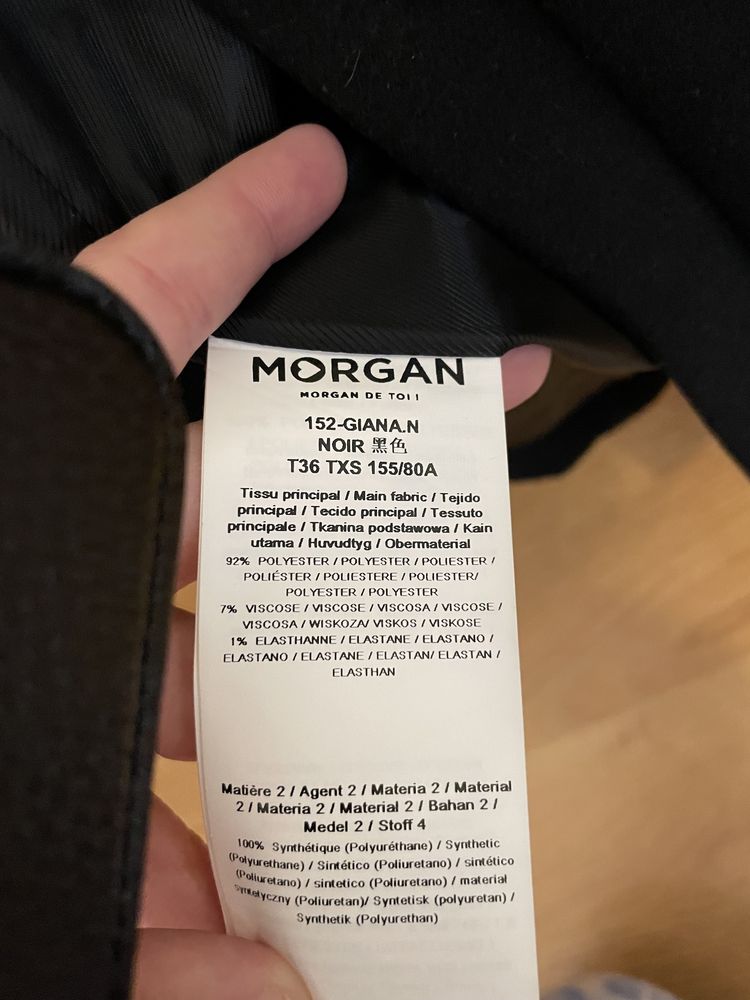 MORGAN
MORGAN DE TOI !
152-GIANA.N
NOIR 黑色
T36 TXS 155/80A
Tissu principal / Main fabric / Tejido
principal / Tecido principal / Tessuto
principale / Tkanina podstawowa / Kain
utama / Huvudtyg / Obermaterial
92% POLYESTER / POLYESTER / POLIESTER /
POLIÉSTER / POLIESTERE / POLIESTER/
POLYESTER / POLYESTER
7% VISCOSE / VISCOSE / VISCOSA / VISCOSE /
VISCOSA / WISKOZA/ VISKOS / VISKOSE
1% ELASTHANNE / ELASTANE / ELASTANO /
ELASTANO / ELASTANE / ELASTAN/ ELASTAN /
ELASTHAN
Matière 2 / Agent 2 / Materia 2 / Material
2 / Materia 2 / Material 2 / Bahan 2 /
Medel 2 / Stoff 4
100% Synthétique (Polyuréthane) / Synthetic
(Polyurethane) / Sintético (Poliuretano) / sintético
(Poliuretano) / sintetico (Poliuretano) / material
syntetyczny (Poliuretan)/ Syntetisk (polyuretan) /
Synthetik (Polyurethan)